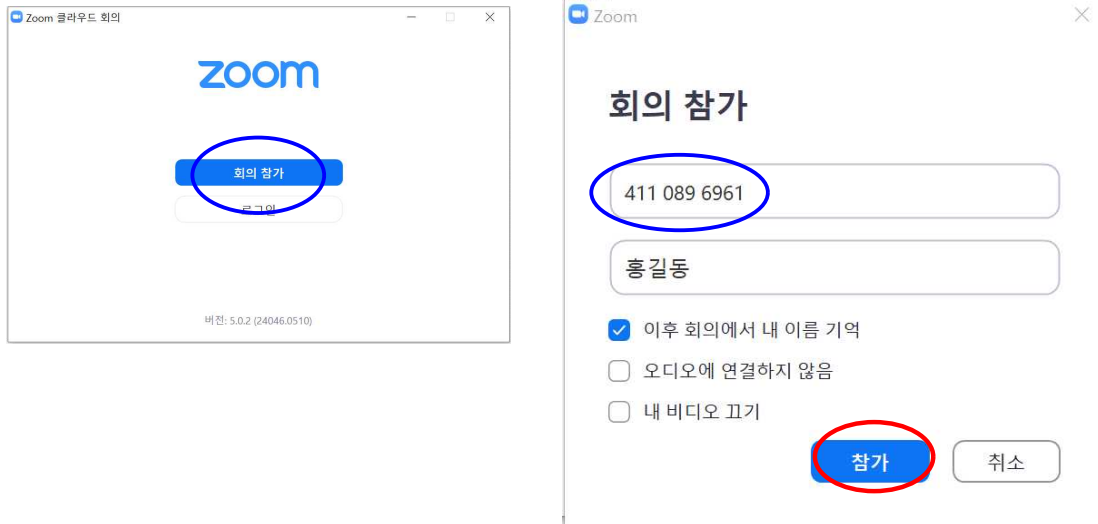 Zoom 클라우드 회의
zoom
회의 참가
로그인
버전: 5.0.2 (24046.0510)
Zoom
회의 참가
411 089 6961
홍길동
이후 회의에서 내 이름 기억
오디오에 연결하지 않음
내 비디오 끄기
참가
취소